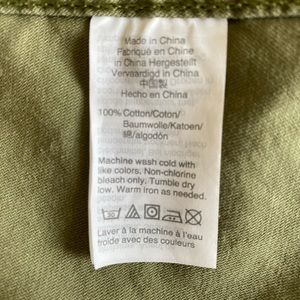 Made in China
Fabriqué en Chine
in China Hergestellt
Vervaardigd in China
中国製
Hecho en China
100% Cotton/Coton/
Baumwolle/Katoen/
綿/algodón
Machine wash cold with
like colors. Non-chlorine
bleach only. Tumble dry
low. Warm iron as needed.
Laver à la machine à l'eau
froide avec des couleurs